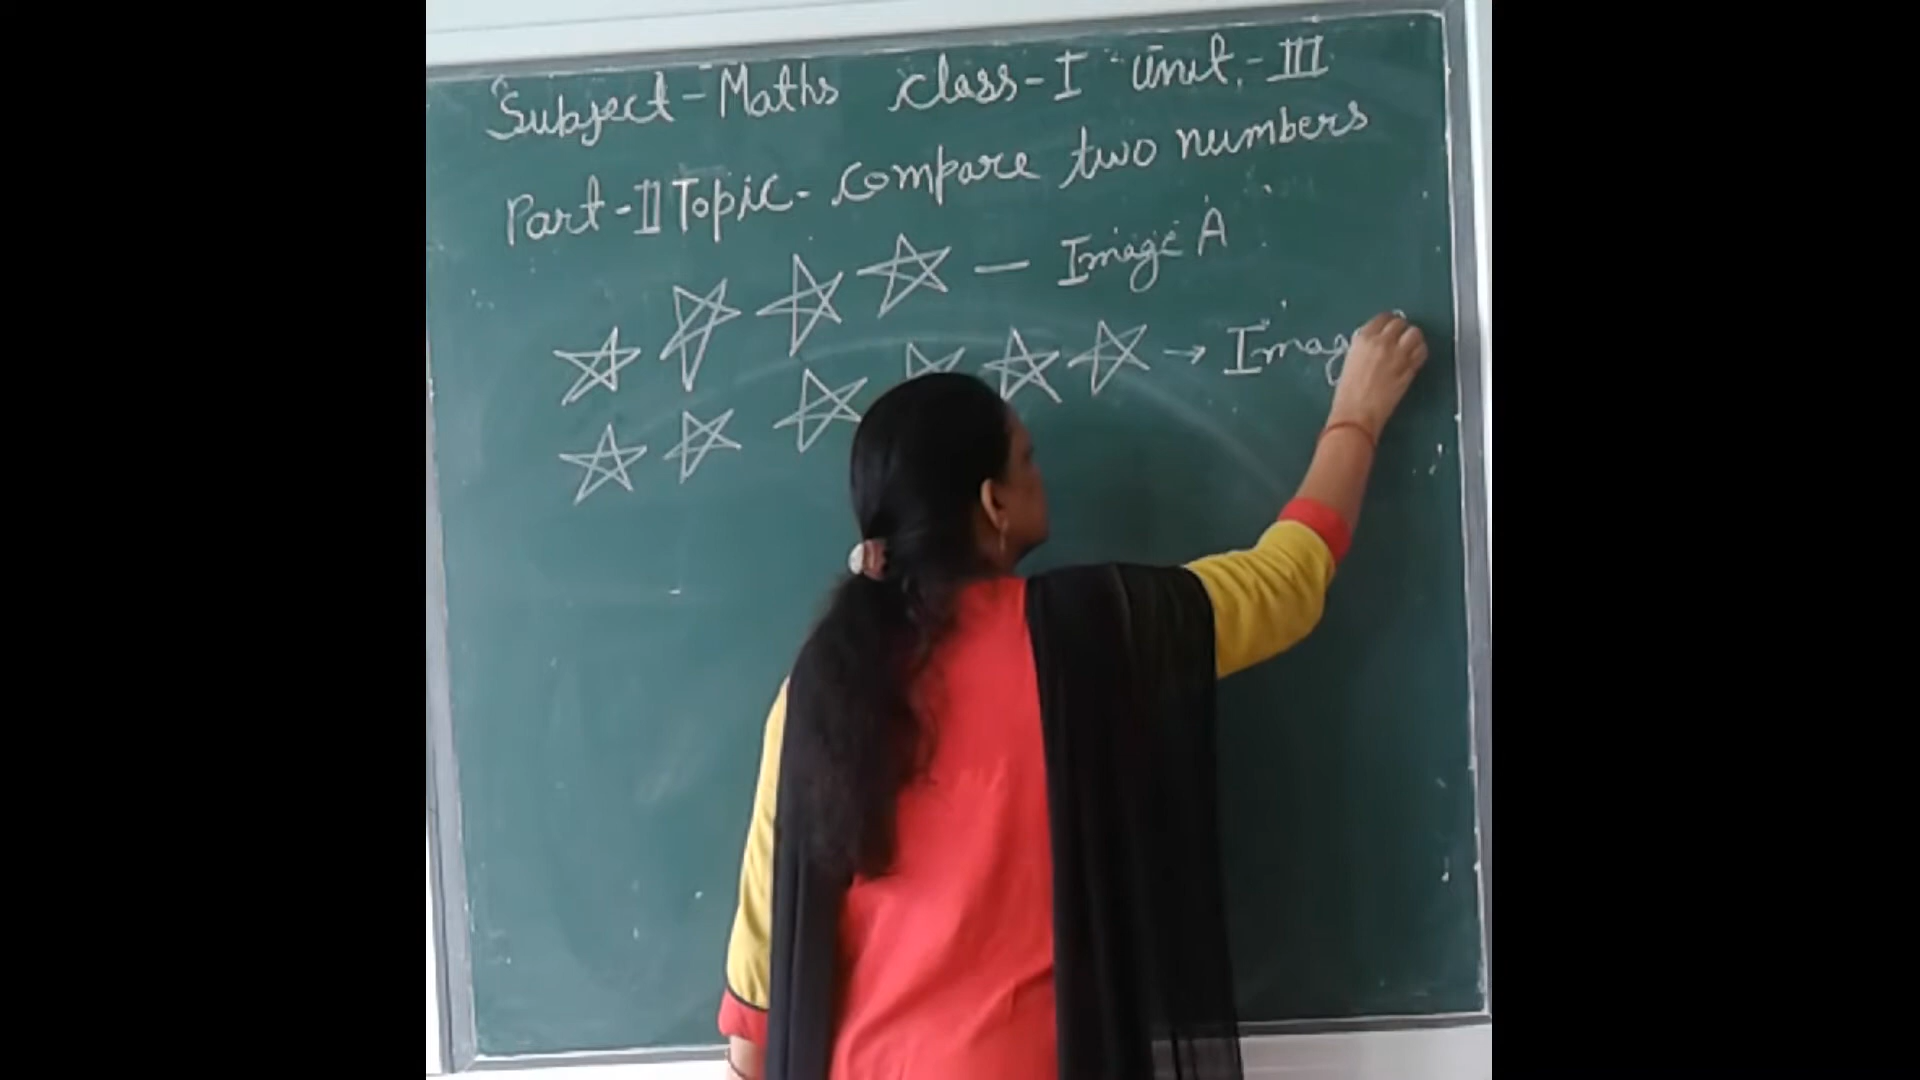 Subject - Maths class - I Unit - III
Part - II Topic - compare two numbers
— Image A
→ Imag